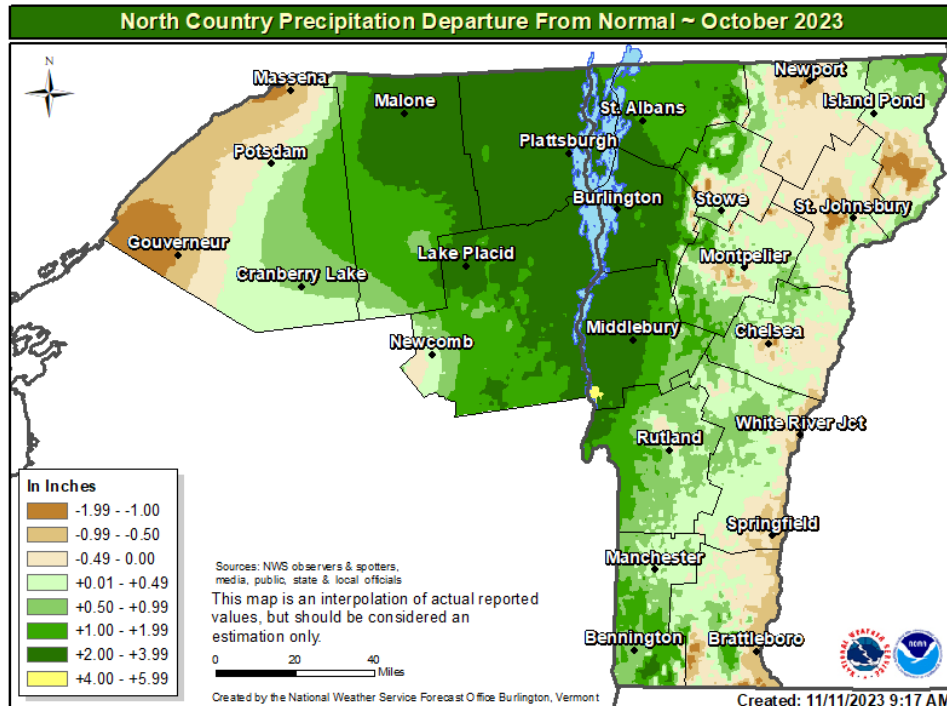 North Country Precipitation Departure From Normal ~ October 2023
N
Massena
Newport
Malone
Island Pond
St. Albans
Plattsburgh
Potsdam
Burlington
Stowe
St. Johnsbury
Gouverneur
Lake Placid
Montpelier
Cranberry Lake
Middlebury
Chelsea
Newcomb
White River Jct
Rutland
Springfield
Manchester
Bennington
Brattleboro
In Inches
-1.99 - -1.00
-0.99 - -0.50
-0.49 - 0.00
+0.01 - +0.49
+0.50 - +0.99
+1.00 - +1.99
+2.00 - +3.99
+4.00 - +5.99
Sources: NWS observers & spotters,
media, public, state & local officials
This map is an interpolation of actual reported
values, but should be considered an
estimation only.
0 20 40
Miles
Created by the National Weather Service Forecast Office Burlington, Vermont
NOAA
Created: 11/11/2023 9:17 AM